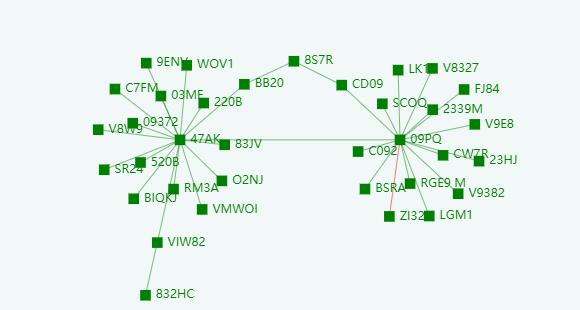 8S7R
9ENV
WOV1
LK1
V8327
BB20
CD09
C7FM
03MF
FJ84
220B
SCOQ
2339M
09372
V9E8
V8W9
47AK
09PQ
83JV
C092
CW7R
23HJ
520B
SR24
O2NJ
RGE9 M
RM3A
BSRA
V9382
BIQKJ
VMWOI
ZI32
LGM1
VIW82
832HC